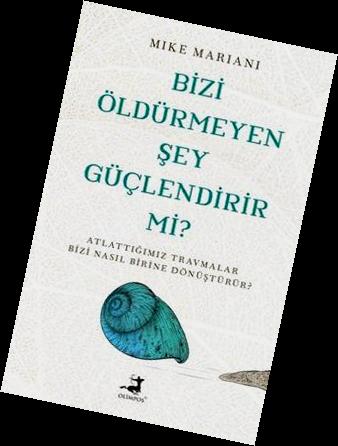 MIKE MARIANI
BİZİ
ÖLDÜRMEYEN
ŞEY
GÜÇLENDİRİR
Mİ?
ATLATTIĞIMIZ TRAVMALAR
BİZİ NASIL BİRİNE DÖNÜŞTÜRÜR?
OLİMPOS